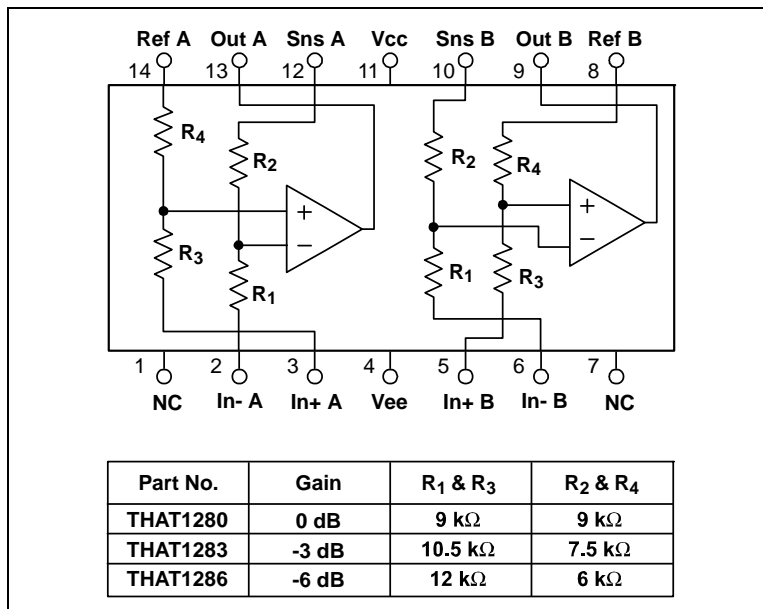 Ref A Out A Sns A Vcc Sns B Out B Ref B
14 13 12 11 10 9 8
R4 R2 R2 R4
+ +
− −
R3 R1 R1 R3
1 2 3 4 5 6 7
NC In- A In+ A Vee In+ B In- B NC
Part No. Gain R1 & R3 R2 & R4
THAT1280 0 dB 9 kΩ 9 kΩ
THAT1283 -3 dB 10.5 kΩ 7.5 kΩ
THAT1286 -6 dB 12 kΩ 6 kΩ